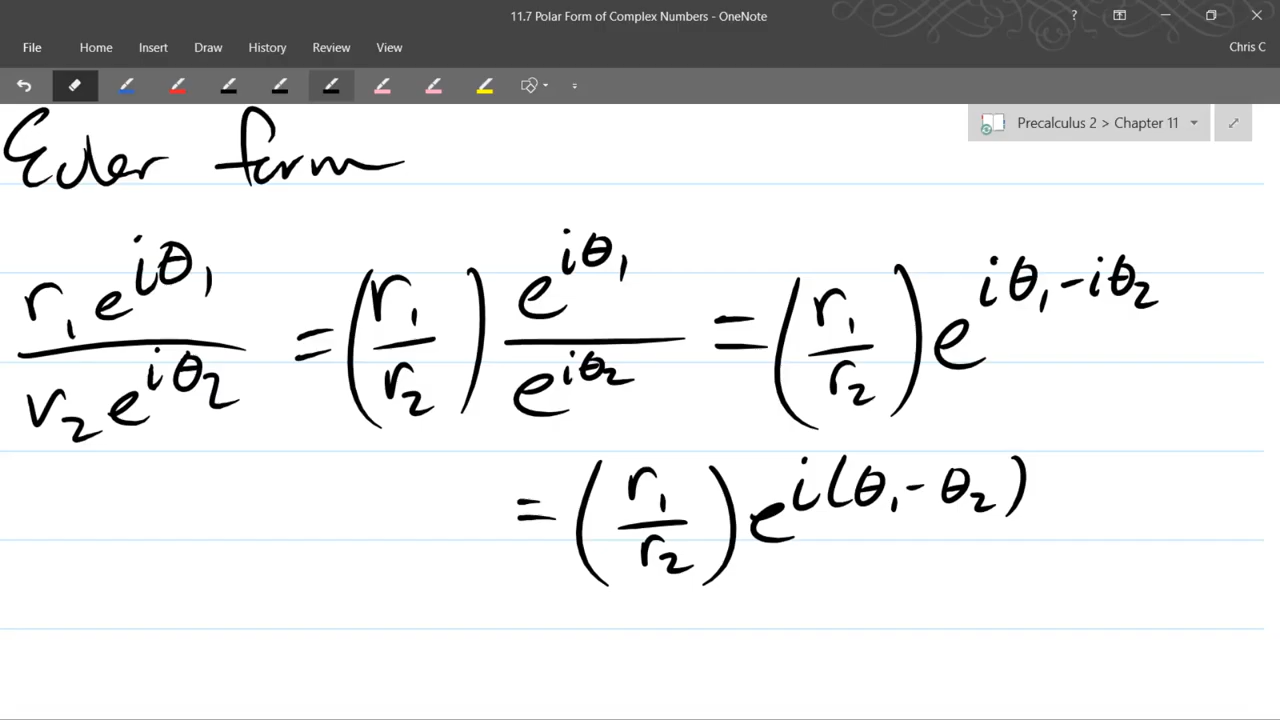 11.7 Polar Form of Complex Numbers - OneNote
?
File Home Insert Draw History Review View
Chris C
Precalculus 2 > Chapter 11
Euler form
r₁e^{iθ₁} / r₂e^{iθ₂} = (r₁/r₂) e^{iθ₁} / e^{iθ₂} = (r₁/r₂) e^{iθ₁-iθ₂}
= (r₁/r₂) e^{i(θ₁-θ₂)}